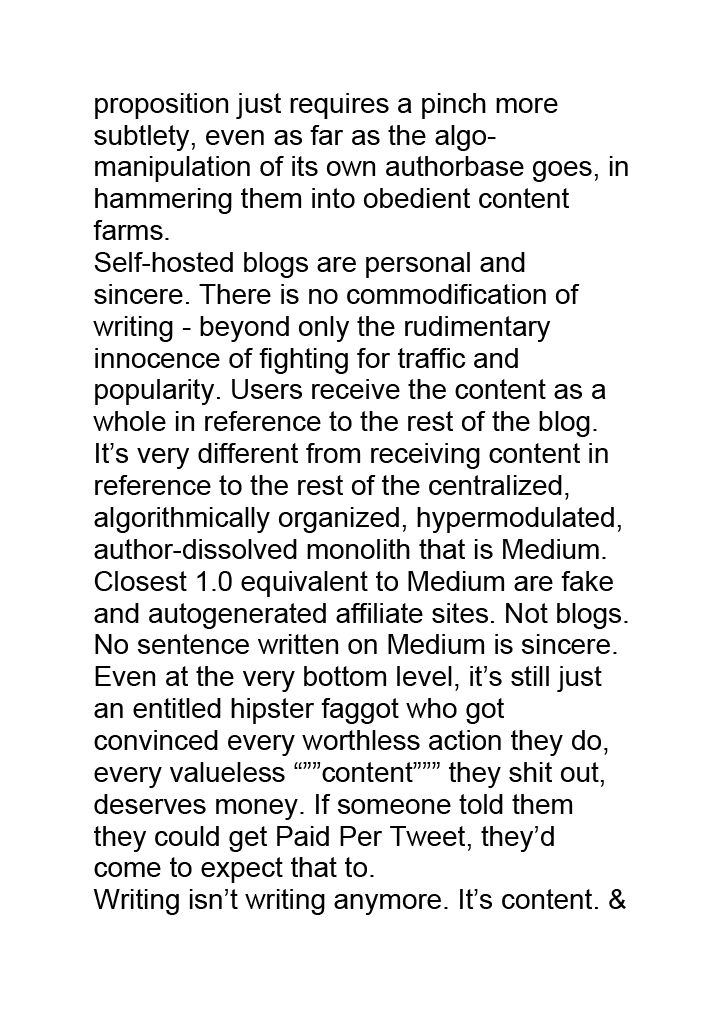 proposition just requires a pinch more
subtlety, even as far as the algo-
manipulation of its own authorbase goes, in
hammering them into obedient content
farms.
Self-hosted blogs are personal and
sincere. There is no commodification of
writing - beyond only the rudimentary
innocence of fighting for traffic and
popularity. Users receive the content as a
whole in reference to the rest of the blog.
It’s very different from receiving content in
reference to the rest of the centralized,
algorithmically organized, hypermodulated,
author-dissolved monolith that is Medium.
Closest 1.0 equivalent to Medium are fake
and autogenerated affiliate sites. Not blogs.
No sentence written on Medium is sincere.
Even at the very bottom level, it’s still just
an entitled hipster faggot who got
convinced every worthless action they do,
every valueless “””content””” they shit out,
deserves money. If someone told them
they could get Paid Per Tweet, they’d
come to expect that to.
Writing isn’t writing anymore. It’s content. &